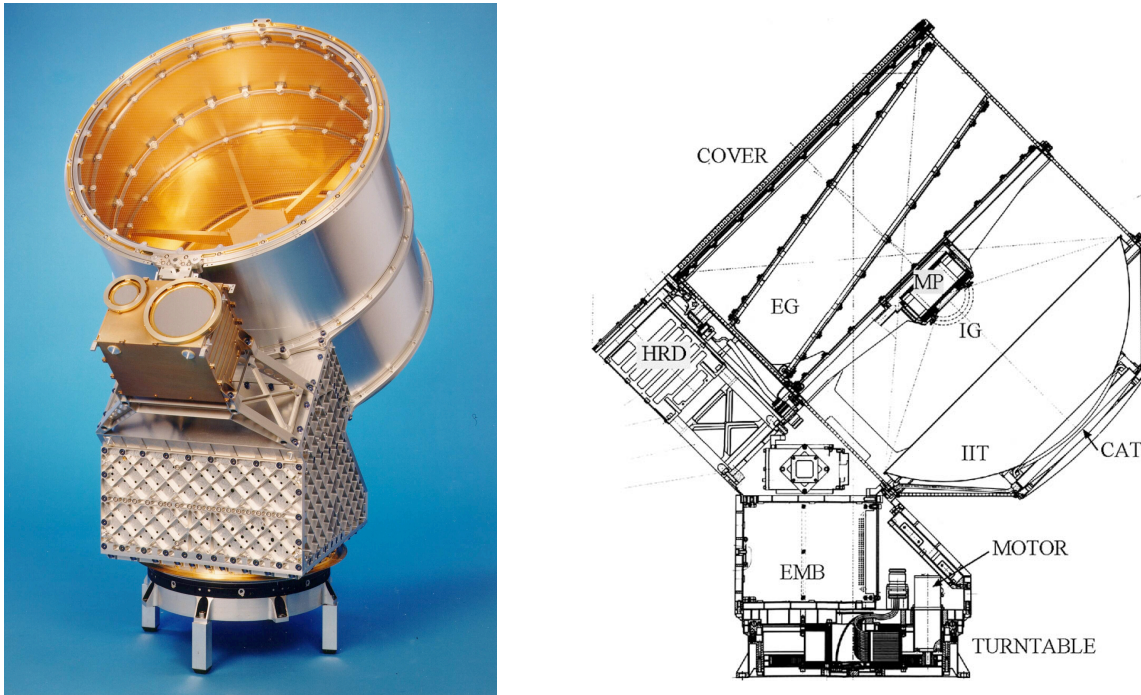 COVER
MP
EG
IG
HRD
IIT
CAT
MOTOR
EMB
TURNTABLE